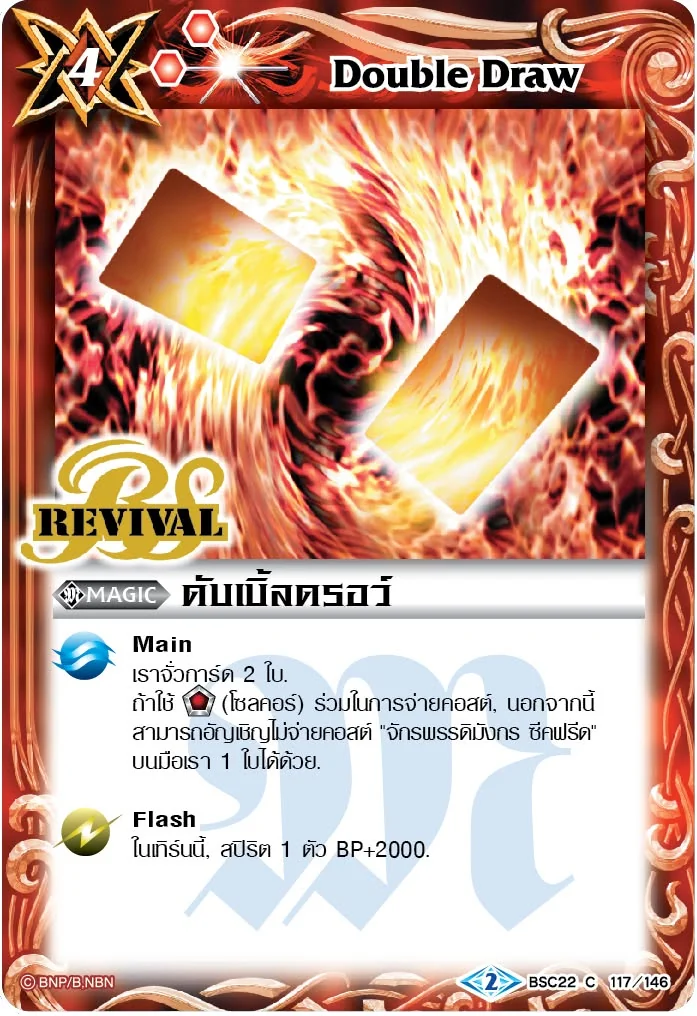 4
Double Draw
BS
REVIVAL
MAGIC
ดับเบิ้ลดรอว์
Main
เราจั่วการ์ด 2 ใบ.
ถ้าใช้ (โซลคอร์) ร่วมในการจ่ายคอสต์, นอกจากนี้
สามารถอัญเชิญไม่จ่ายคอสต์ "จักรพรรดิมังกร ซีคฟรีด"
บนมือเรา 1 ใบได้ด้วย.
Flash
ในเทิร์นนี้, สปิริต 1 ตัว BP+2000.
© BNP/B,NBN
2
BSC22 C 117/146